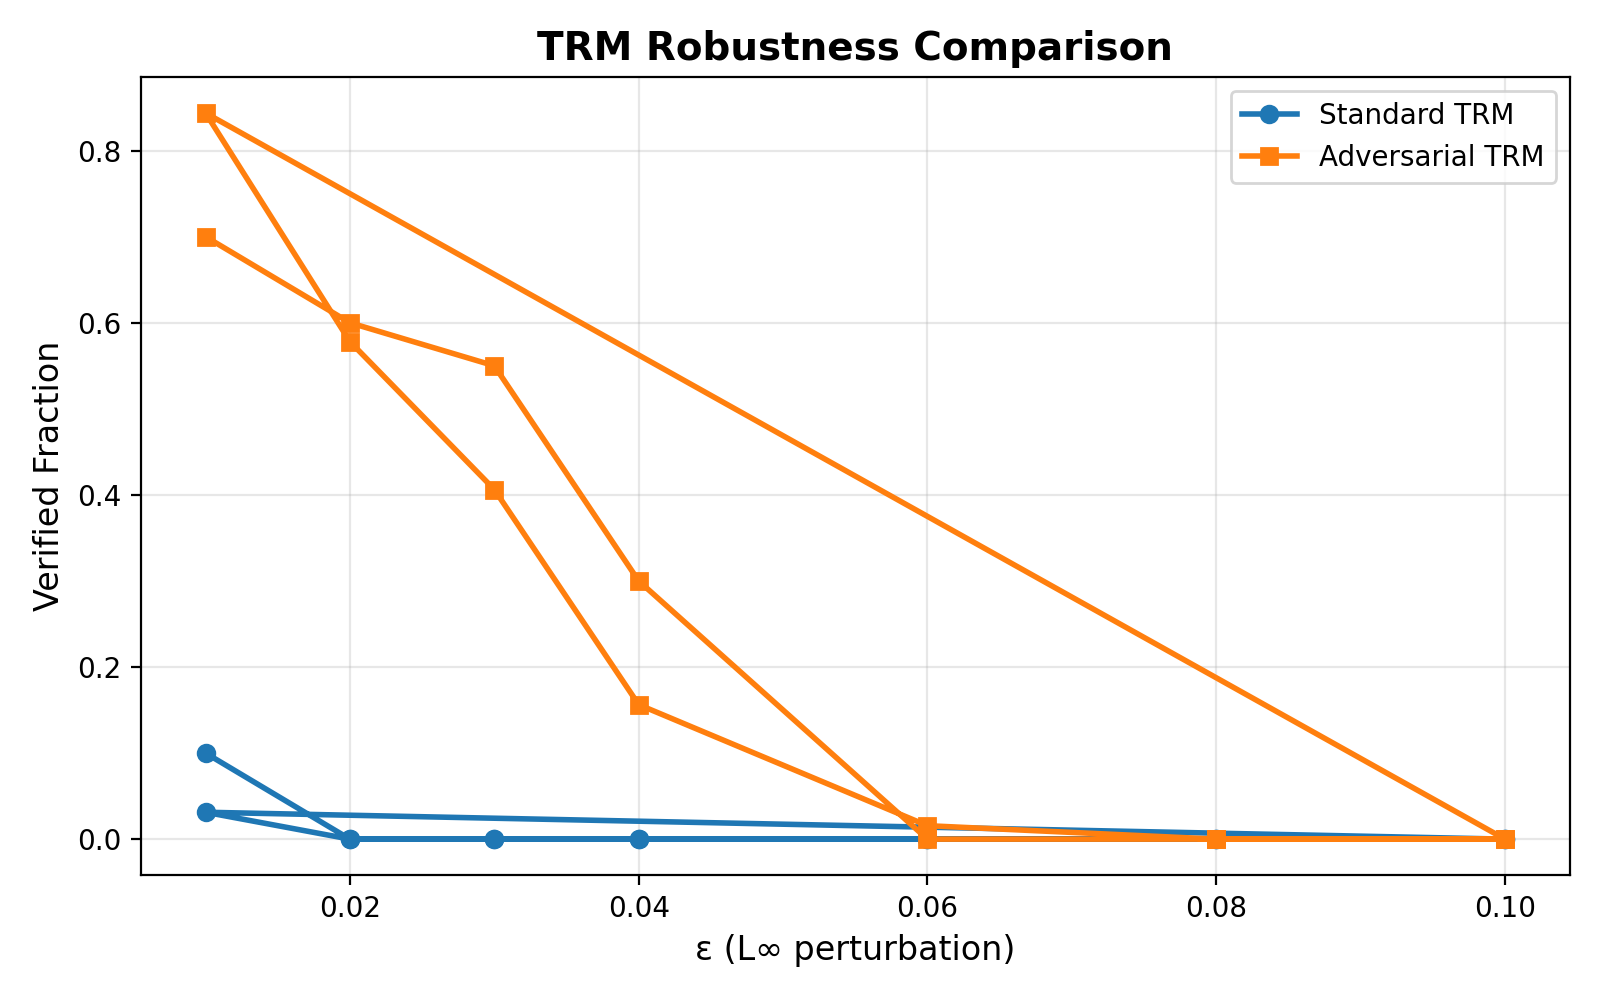 TRM Robustness Comparison
Standard TRM
Adversarial TRM
Verified Fraction
0.8
0.6
0.4
0.2
0.0
0.02 0.04 0.06 0.08 0.10
ε (L∞ perturbation)